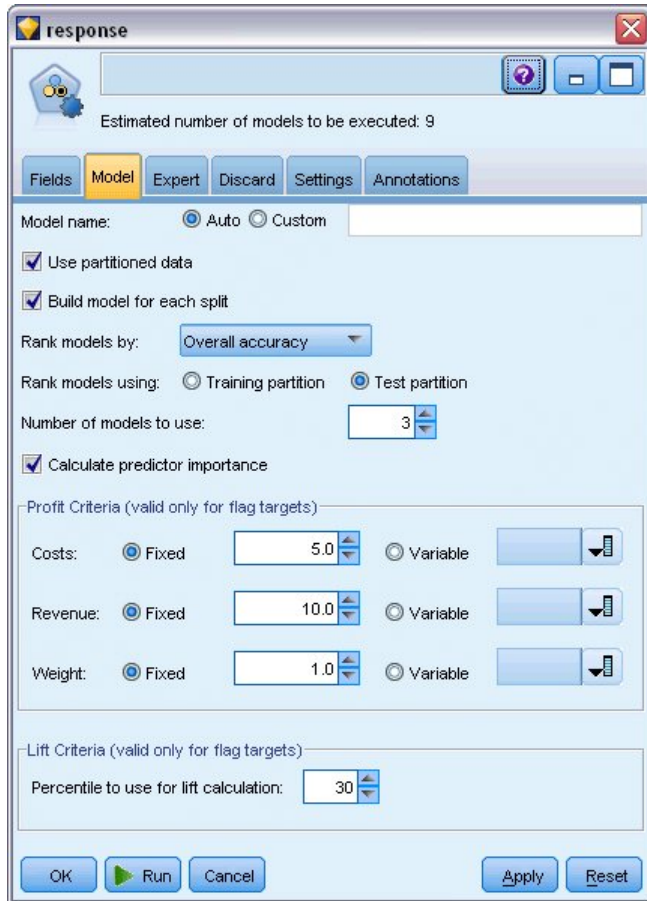 response
Estimated number of models to be executed: 9
Fields Model Expert Discard Settings Annotations
Model name: Auto Custom
Use partitioned data
Build model for each split
Rank models by: Overall accuracy
Rank models using: Training partition Test partition
Number of models to use: 3
Calculate predictor importance
Profit Criteria (valid only for flag targets)
Costs: Fixed 5.0 Variable
Revenue: Fixed 10.0 Variable
Weight: Fixed 1.0 Variable
Lift Criteria (valid only for flag targets)
Percentile to use for lift calculation: 30
OK Run Cancel Apply Reset